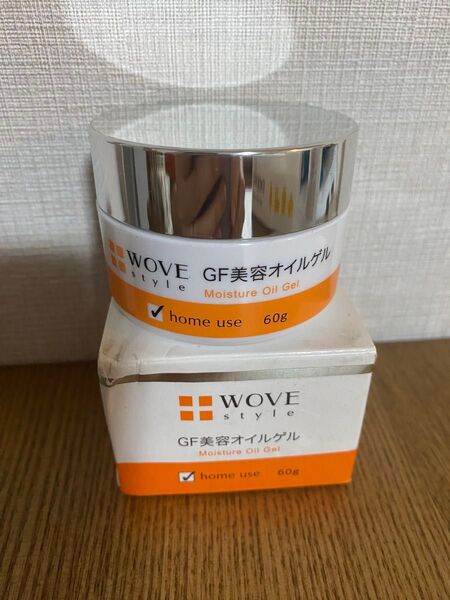 WOVE
style
GF美容オイルゲル
Moisture Oil Gel
home use 60g
WOVE
style
GF美容オイルゲル
Moisture Oil Gel
home use 60g